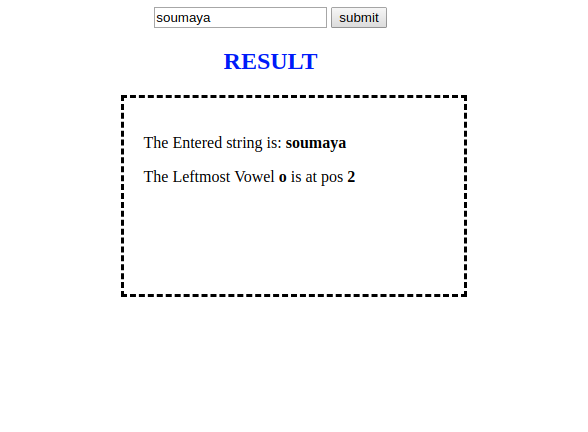 soumaya submit
RESULT
The Entered string is: soumaya
The Leftmost Vowel o is at pos 2